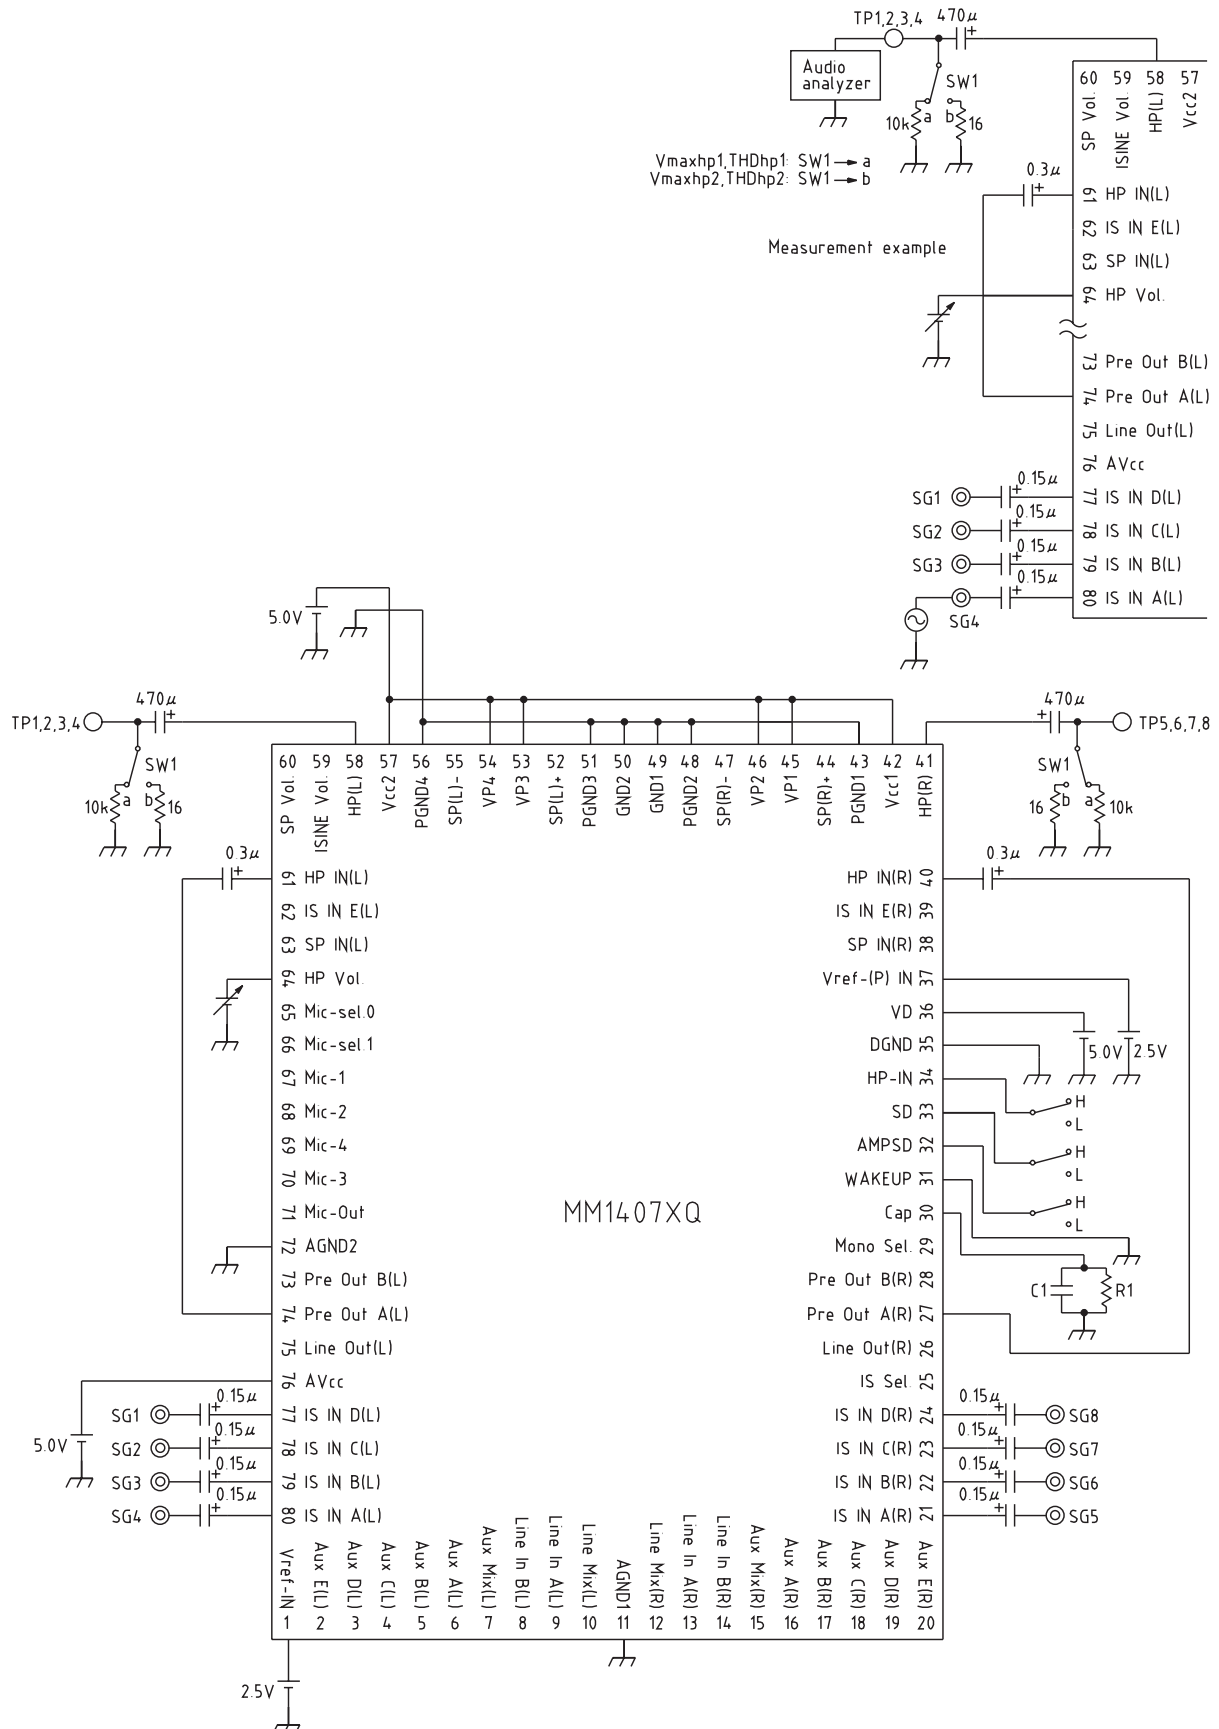 TP1,2,3,4
470μ
+
Audio
analyzer
SW1
10k
a
b
16
60 SP Vol.
59 ISINE Vol.
58 HP(L)
57 Vcc2
Vmaxhp1,THDhp1: SW1→a
Vmaxhp2,THDhp2: SW1→b
0.3μ
+
61 HP IN(L)
62 IS IN E(L)
63 SP IN(L)
Measurement example
64 HP Vol.
73 Pre Out B(L)
74 Pre Out A(L)
75 Line Out(L)
76 AVcc
SG1
+
0.15μ
77 IS IN D(L)
SG2
+
0.15μ
78 IS IN C(L)
SG3
+
0.15μ
79 IS IN B(L)
SG4
+
0.15μ
80 IS IN A(L)
5.0V
TP1,2,3,4
470μ
+
SW1
10k
a
b
16
470μ
+
TP5,6,7,8
SW1
16
b
a
10k
60 SP Vol.
59 ISINE Vol.
58 HP(L)
57 Vcc2
56 PGND4
55 SP(L)-
54 VP4
53 VP3
52 SP(L)+
51 PGND3
50 GND2
49 GND1
48 PGND2
47 SP(R)-
46 VP2
45 VP1
44 SP(R)+
43 PGND1
42 Vcc1
41 HP(R)
0.3μ
+
61 HP IN(L)
62 IS IN E(L)
63 SP IN(L)
64 HP Vol.
65 Mic-sel.0
66 Mic-sel.1
67 Mic-1
68 Mic-2
69 Mic-4
70 Mic-3
71 Mic-Out
72 AGND2
73 Pre Out B(L)
74 Pre Out A(L)
75 Line Out(L)
76 AVcc
5.0V
SG1
+
0.15μ
77 IS IN D(L)
SG2
+
0.15μ
78 IS IN C(L)
SG3
+
0.15μ
79 IS IN B(L)
SG4
+
0.15μ
80 IS IN A(L)
MM1407XQ
HP IN(R) 40
0.3μ
+
IS IN E(R) 39
SP IN(R) 38
Vref-(P) IN 37
VD 36
5.0V
2.5V
DGND 35
HP-IN 34
H
L
SD 33
H
L
AMPSD 32
H
L
WAKEUP 31
Cap 30
C1
R1
Mono Sel. 29
Pre Out B(R) 28
Pre Out A(R) 27
Line Out(R) 26
IS Sel. 25
IS IN D(R) 24
0.15μ
+
SG8
IS IN C(R) 23
0.15μ
+
SG7
IS IN B(R) 22
0.15μ
+
SG6
IS IN A(R) 21
0.15μ
+
SG5
Vref-IN 1
Aux E(L) 2
Aux D(L) 3
Aux C(L) 4
Aux B(L) 5
Aux A(L) 6
Aux Mix(L) 7
Line In B(L) 8
Line In A(L) 9
Line Mix(L) 10
AGND1 11
Line Mix(R) 12
Line In A(R) 13
Line In B(R) 14
Aux Mix(R) 15
Aux A(R) 16
Aux B(R) 17
Aux C(R) 18
Aux D(R) 19
Aux E(R) 20
2.5V